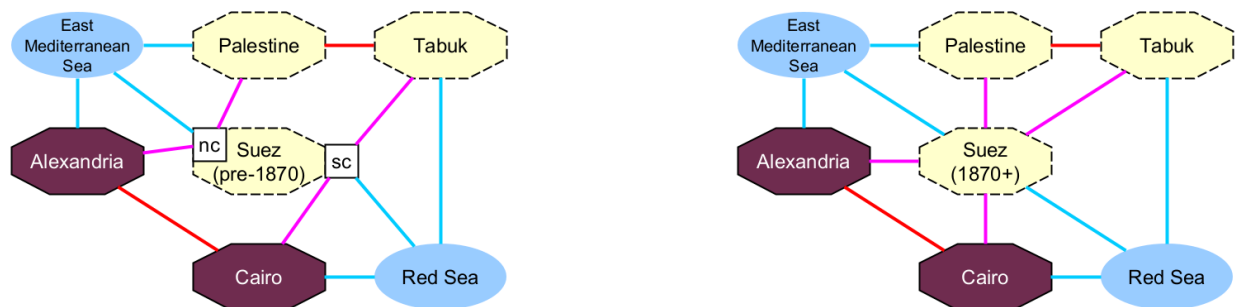 East
Mediterranean
Sea
Palestine
Tabuk
Alexandria
nc
Suez
(pre-1870)
sc
Cairo
Red Sea
East
Mediterranean
Sea
Palestine
Tabuk
Alexandria
Suez
(1870+)
Cairo
Red Sea